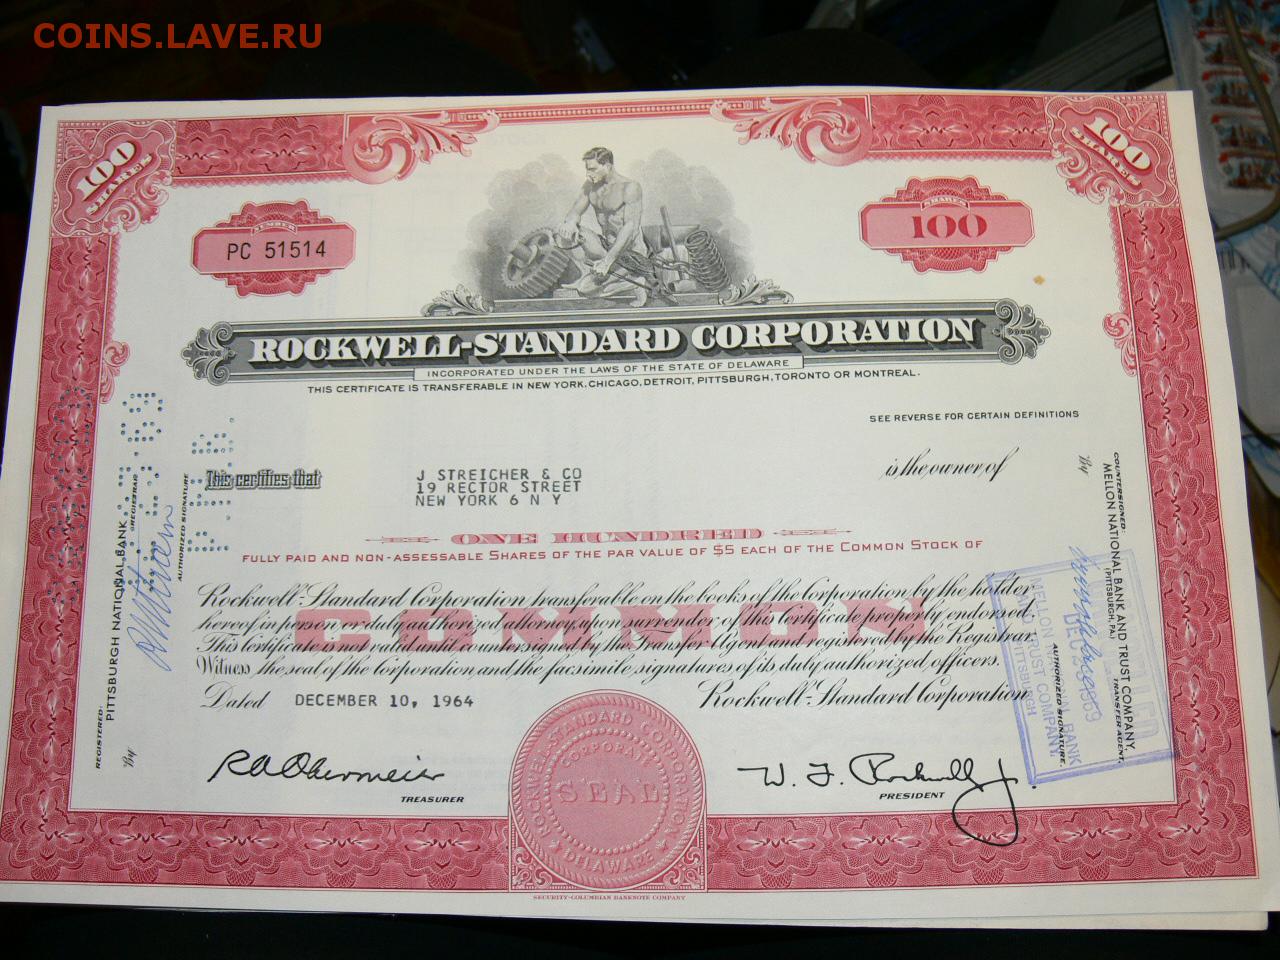 COINS.LAVE.RU
100 SHARES
100 SHARES
NUMBER
PC 51514
SHARES
100
ROCKWELL-STANDARD CORPORATION
INCORPORATED UNDER THE LAWS OF THE STATE OF DELAWARE
THIS CERTIFICATE IS TRANSFERABLE IN NEW YORK, CHICAGO, DETROIT, PITTSBURGH, TORONTO OR MONTREAL.
SEE REVERSE FOR CERTAIN DEFINITIONS
This certifies that
J STREICHER & CO
19 RECTOR STREET
NEW YORK 6 N Y
is the owner of
ONE HUNDRED
FULLY PAID AND NON-ASSESSABLE SHARES OF THE PAR VALUE OF $5 EACH OF THE COMMON STOCK OF
COMMON
Rockwell-Standard Corporation transferable on the books of the Corporation by the holder
hereof in person or duly authorized attorney, upon surrender of this Certificate properly endorsed.
This Certificate is not valid until countersigned by the Transfer Agent and registered by the Registrar.
Witness the seal of the Corporation and the facsimile signatures of its duly authorized officers.
Dated DECEMBER 10, 1964
Rockwell-Standard Corporation
TREASURER
W. F. Rockwell Jr.
PRESIDENT
ROCKWELL-STANDARD CORPORATION
CORPORATE
SEAL
DELAWARE
SECURITY-COLUMBIAN BANKNOTE COMPANY
REGISTERED:
PITTSBURGH NATIONAL BANK
REGISTRAR
By
AUTHORIZED SIGNATURE
COUNTERSIGNED:
MELLON NATIONAL BANK AND TRUST COMPANY,
(PITTSBURGH, PA.)
TRANSFER AGENT,
By
AUTHORIZED SIGNATURE.
MELLON NATIONAL BANK
AND TRUST COMPANY
PITTSBURGH